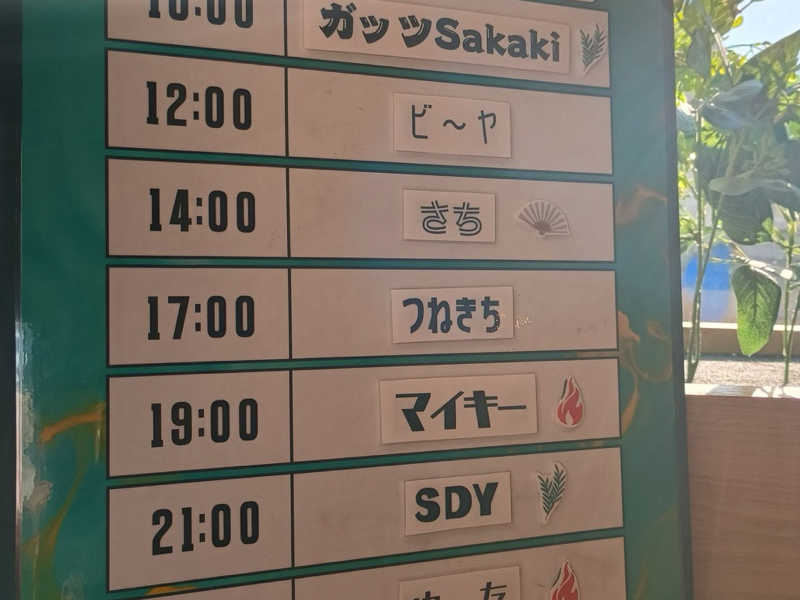 ガッツSakaki
12:00 ビ～ヤ
14:00 さち
17:00 つねきち
19:00 マイキー
21:00 SDY